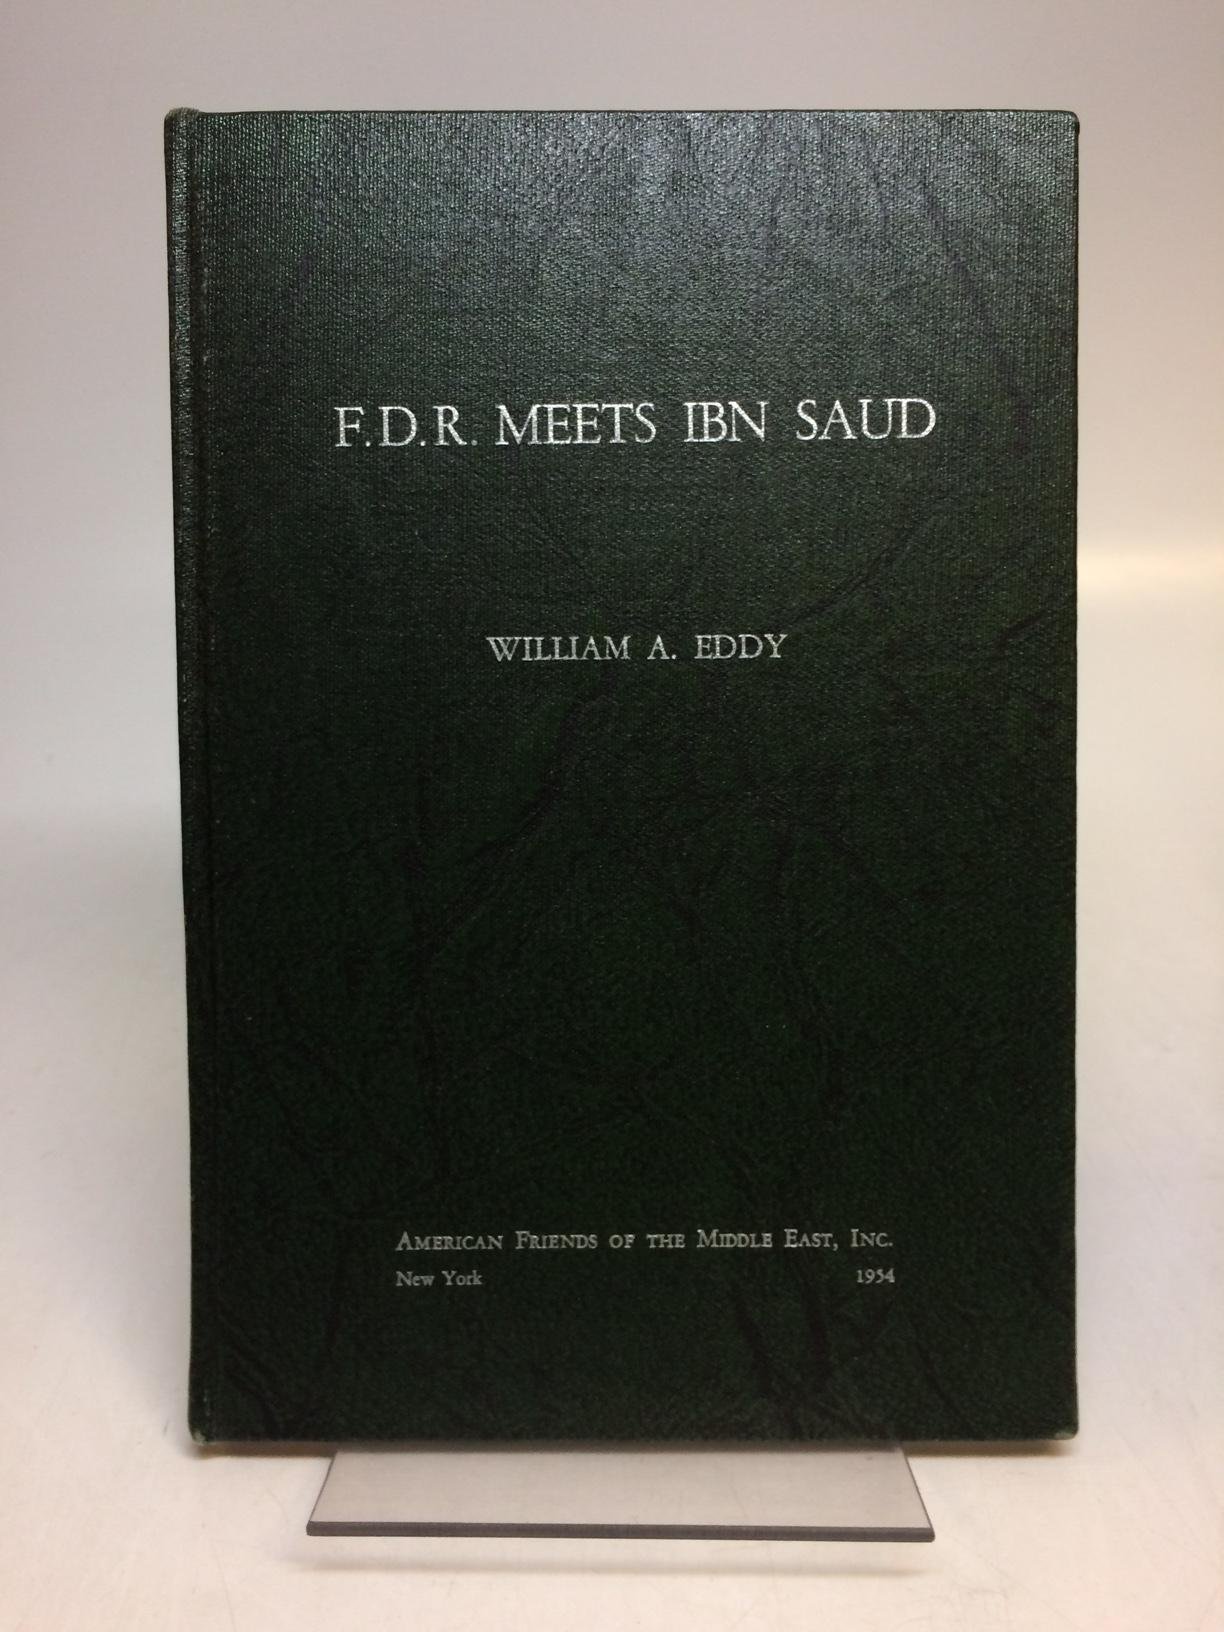 F.D.R. MEETS IBN SAUD
WILLIAM A. EDDY
AMERICAN FRIENDS OF THE MIDDLE EAST, INC.
New York 1954